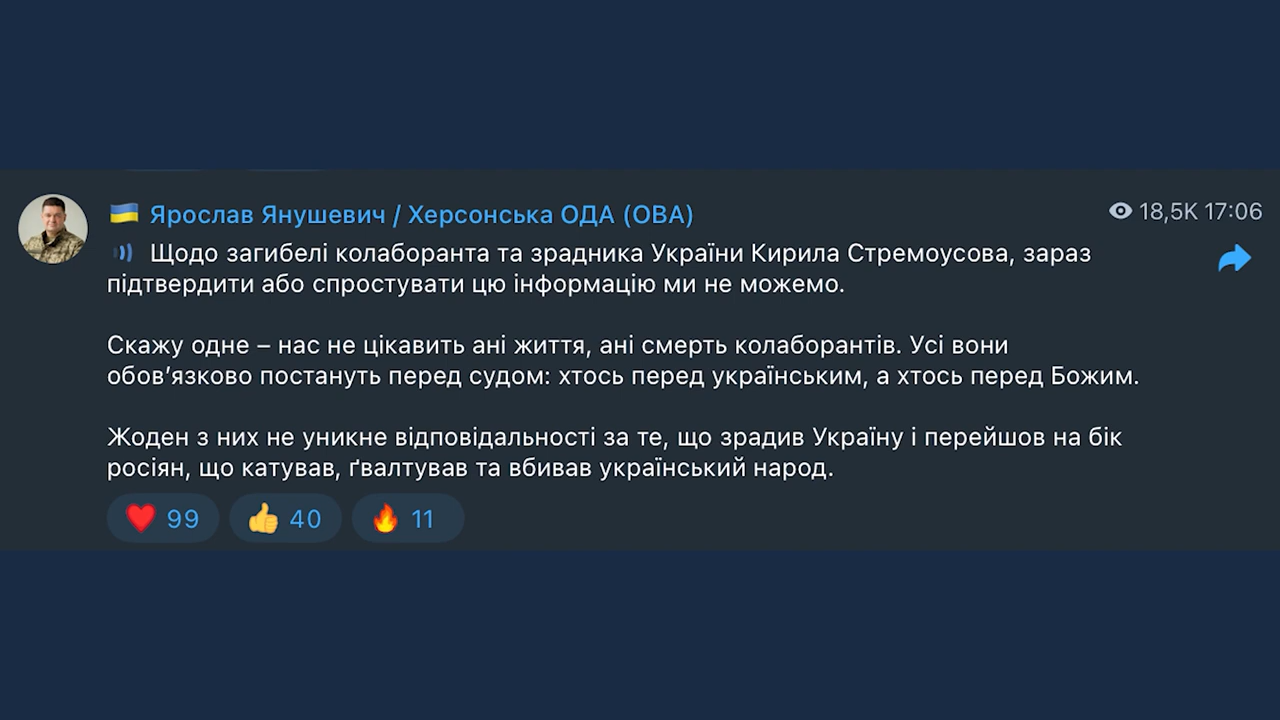 Ярослав Янушевич / Херсонська ОДА (ОВА)
18,5K 17:06
Щодо загибелі колаборанта та зрадника України Кирила Стремоусова, зараз
підтвердити або спростувати цю інформацію ми не можемо.
Скажу одне – нас не цікавить ані життя, ані смерть колаборантів. Усі вони
обов’язково постануть перед судом: хтось перед українським, а хтось перед Божим.
Жоден з них не уникне відповідальності за те, що зрадив Україну і перейшов на бік
росіян, що катував, ґвалтував та вбивав український народ.
99 40 11